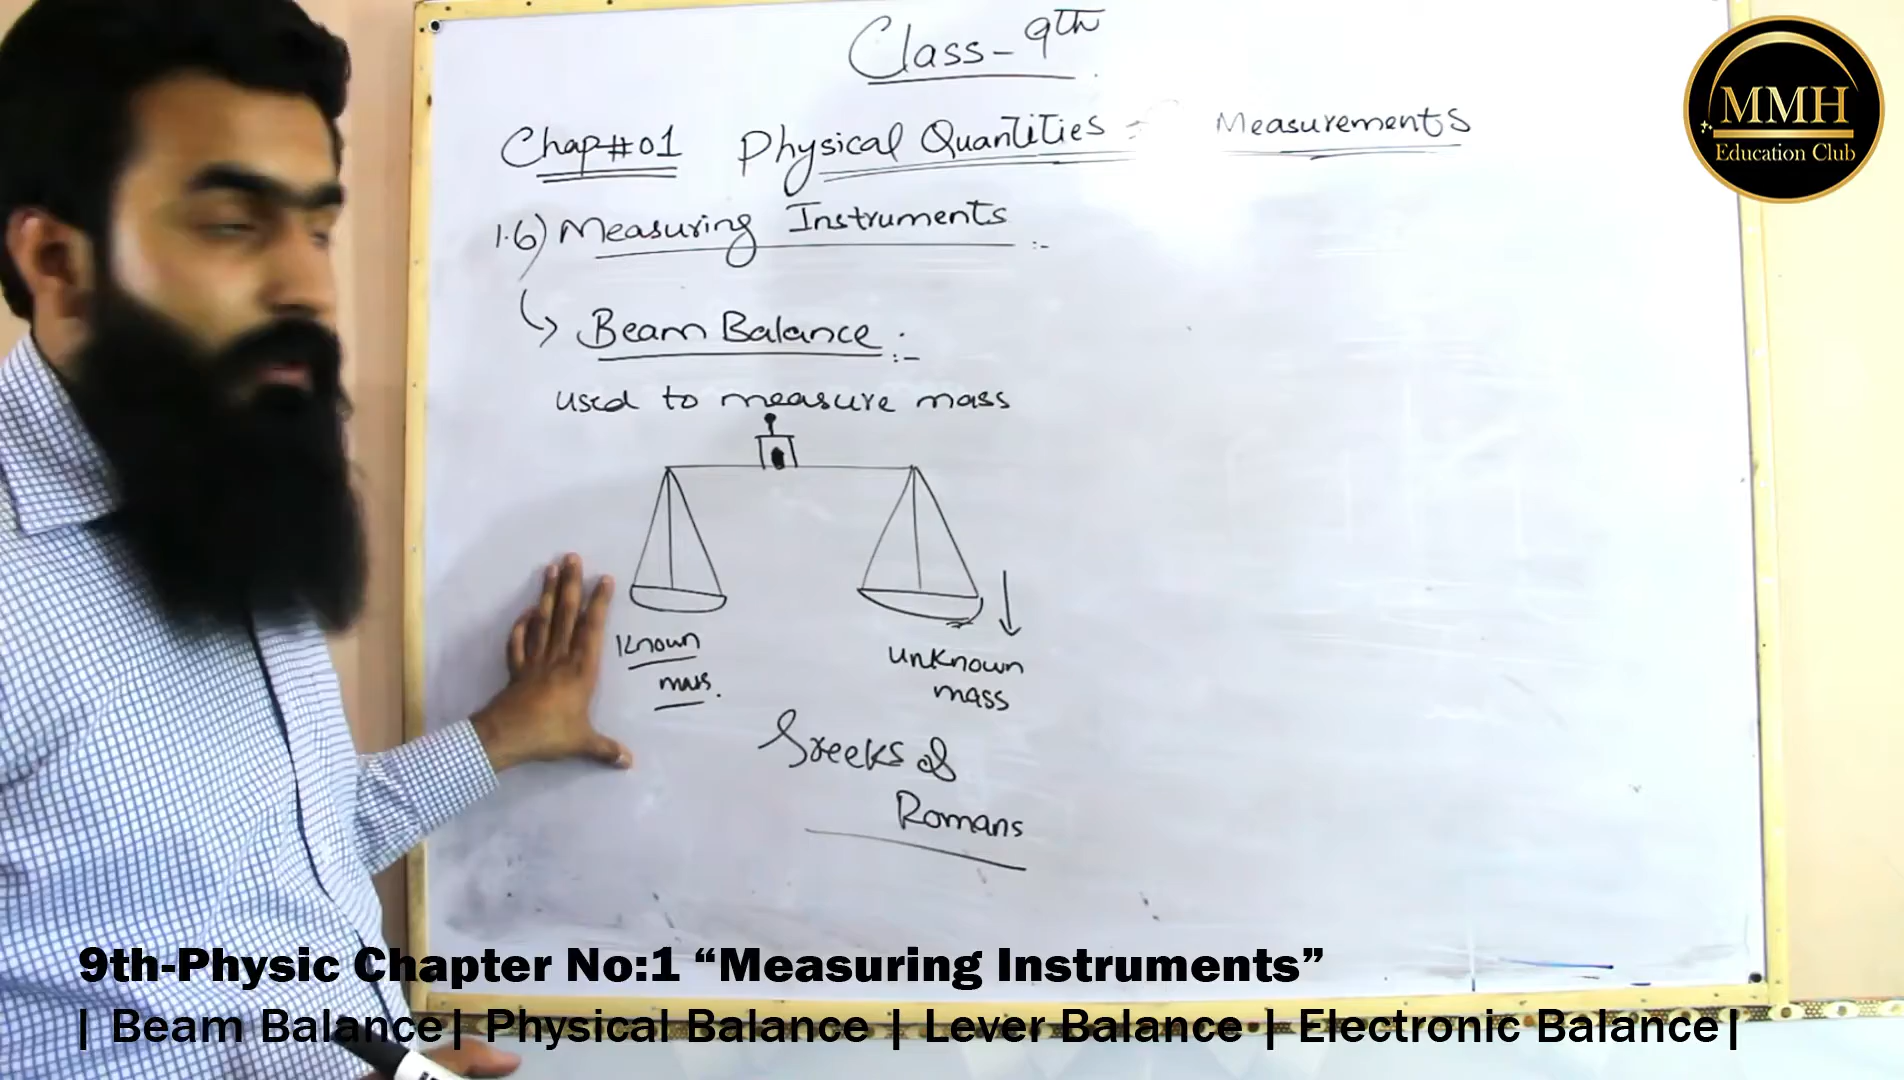 Class-9th
Chap#01 Physical Quantities Measurements
MMH
Education Club
1.6) Measuring Instruments :-
Beam Balance :-
used to measure mass
Known
mass.
unknown
mass
Greeks &
Romans
9th-Physic Chapter No:1 “Measuring Instruments”
| Beam Balance| Physical Balance | Lever Balance | Electronic Balance|